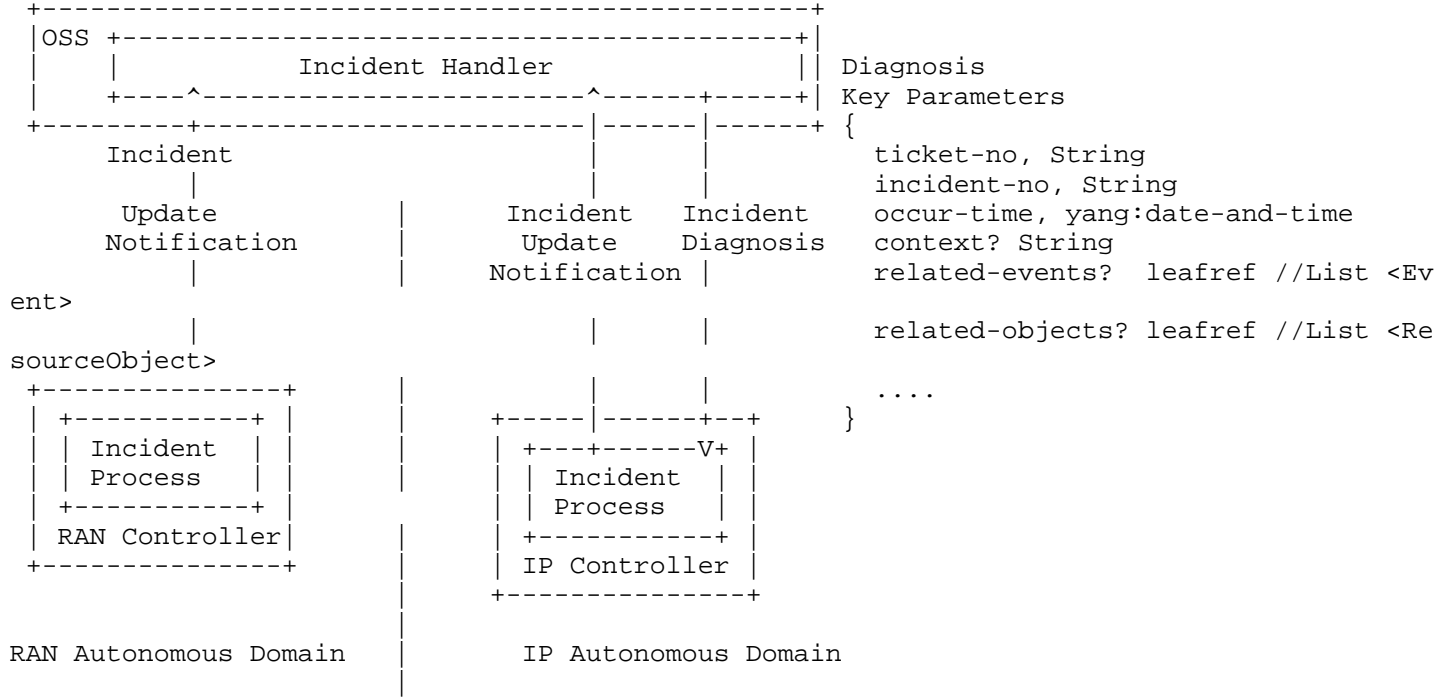 OSS
Incident Handler Diagnosis
Key Parameters
{
Incident ticket-no, String
incident-no, String
Update Incident Incident occur-time, yang:date-and-time
Notification Update Diagnosis context? String
Notification related-events? leafref //List <Ev
ent>
related-objects? leafref //List <Re
sourceObject>
....
}
Incident
Process Incident
Process
RAN Controller
IP Controller
RAN Autonomous Domain IP Autonomous Domain